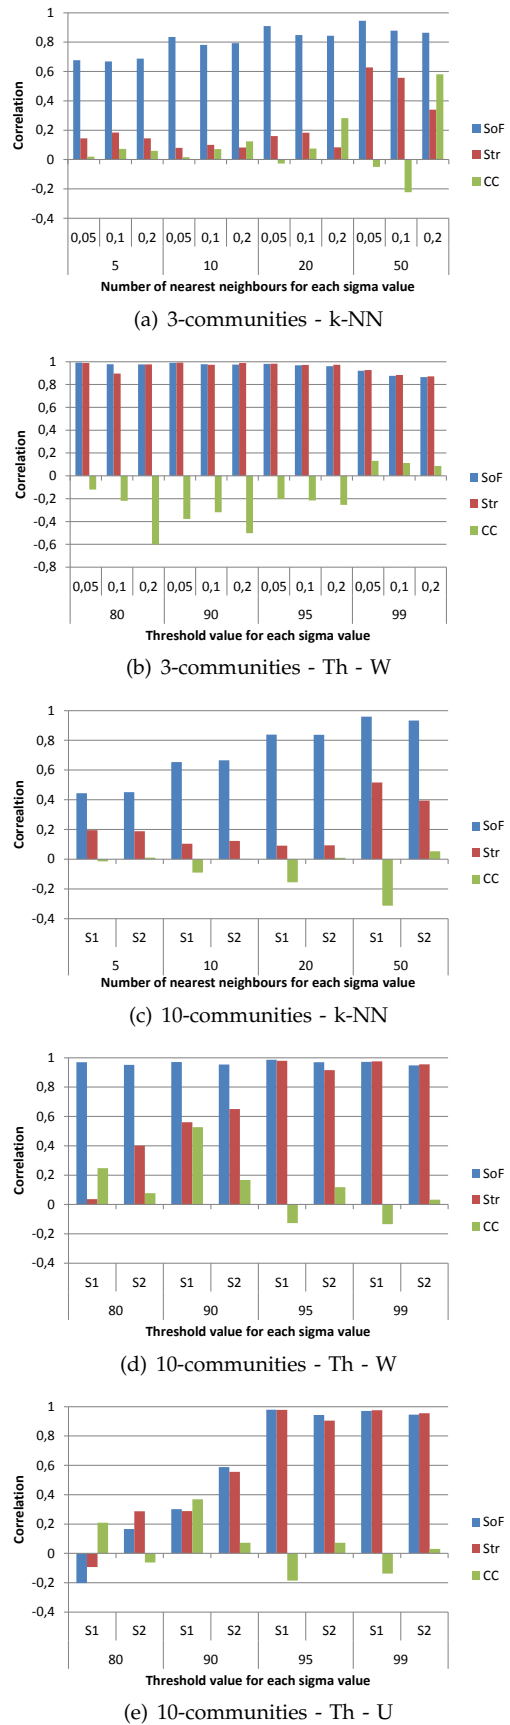 1
0,8
0,6
0,4
0,2
0
-0,2
-0,4
Correlation
SoF
Str
CC
0,05 0,1 0,2 0,05 0,1 0,2 0,05 0,1 0,2 0,05 0,1 0,2
5 10 20 50
Number of nearest neighbours for each sigma value
(a) 3-communities - k-NN
1
0,8
0,6
0,4
0,2
0
-0,2
-0,4
-0,6
-0,8
Correlation
SoF
Str
CC
0,05 0,1 0,2 0,05 0,1 0,2 0,05 0,1 0,2 0,05 0,1 0,2
80 90 95 99
Threshold value for each sigma value
(b) 3-communities - Th - W
1
0,8
0,6
0,4
0,2
0
-0,2
-0,4
Correaltion
SoF
Str
CC
S1 S2 S1 S2 S1 S2 S1 S2
5 10 20 50
Number of nearest neighbours for each sigma value
(c) 10-communities - k-NN
1
0,8
0,6
0,4
0,2
0
-0,2
-0,4
Correlation
SoF
Str
CC
S1 S2 S1 S2 S1 S2 S1 S2
80 90 95 99
Threshold value for each sigma value
(d) 10-communities - Th - W
1
0,8
0,6
0,4
0,2
0
-0,2
-0,4
Correlation
SoF
Str
CC
S1 S2 S1 S2 S1 S2 S1 S2
80 90 95 99
Threshold value for each sigma value
(e) 10-communities - Th - U